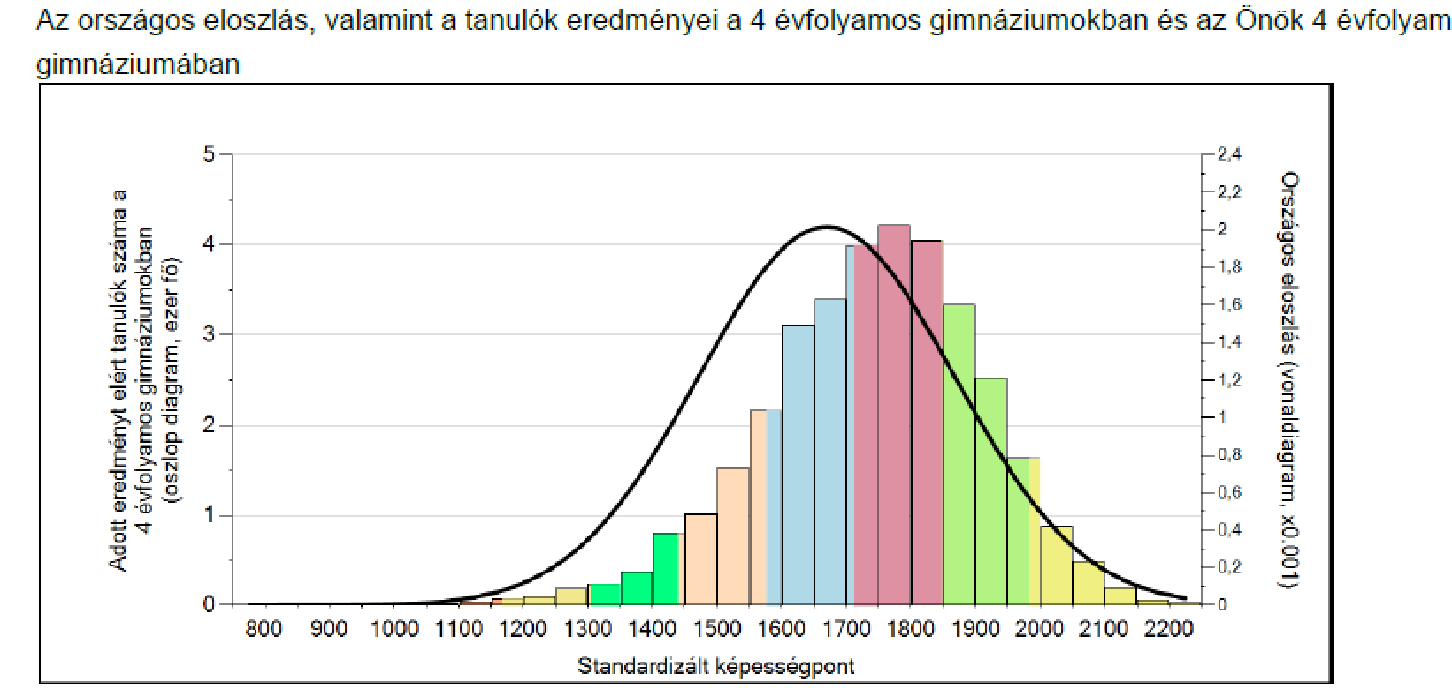 Az országos eloszlás, valamint a tanulók eredményei a 4 évfolyamos gimnáziumokban és az Önök 4 évfolyam
gimnáziumában
Adott eredményt elért tanulók száma a
4 évfolyamos gimnáziumokban
(oszlop diagram, ezer fő)
5
4
3
2
1
0
2,4
2,2
2
1,8
1,6
1,4
1,2
1
0,8
0,6
0,4
0,2
0
Országos eloszlás (vonaldiagram, x0.001)
800 900 1000 1100 1200 1300 1400 1500 1600 1700 1800 1900 2000 2100 2200
Standardizált képességpont